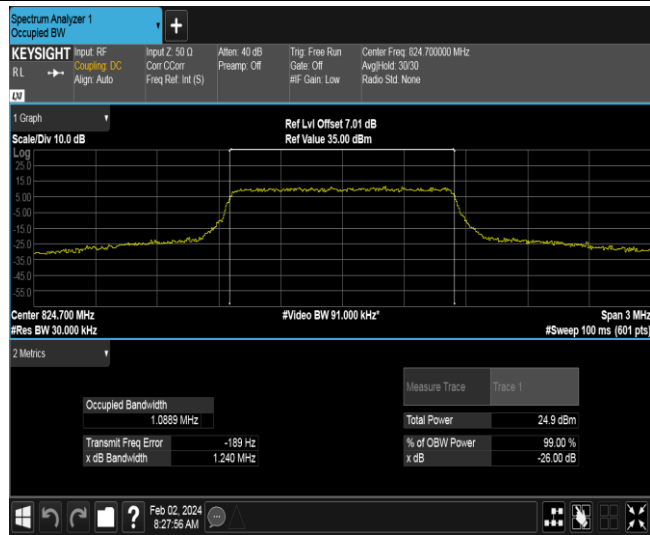 Spectrum Analyzer 1
Occupied BW
+
KEYSIGHT Input: RF Input Z: 50 Ω Atten: 40 dB Trig: Free Run Center Freq: 824.700000 MHz
RL Coupling: DC Corr CCorr Preamp: Off Gate: Off Avg|Hold: 30/30
Align: Auto Freq Ref: Int (S) #IF Gain: Low Radio Std: None
LXI
1 Graph
Ref Lvl Offset 7.01 dB
Scale/Div 10.0 dB Ref Value 35.00 dBm
Log
25.0
15.0
5.00
-5.00
-15.0
-25.0
-35.0
-45.0
-55.0
Center 824.700 MHz #Video BW 91.000 kHz* Span 3 MHz
#Res BW 30.000 kHz #Sweep 100 ms (601 pts)
2 Metrics
Measure Trace Trace 1
Occupied Bandwidth
1.0889 MHz
Total Power 24.9 dBm
Transmit Freq Error -189 Hz % of OBW Power 99.00 %
x dB Bandwidth 1.240 MHz x dB -26.00 dB
? Feb 02, 2024
8:27:56 AM